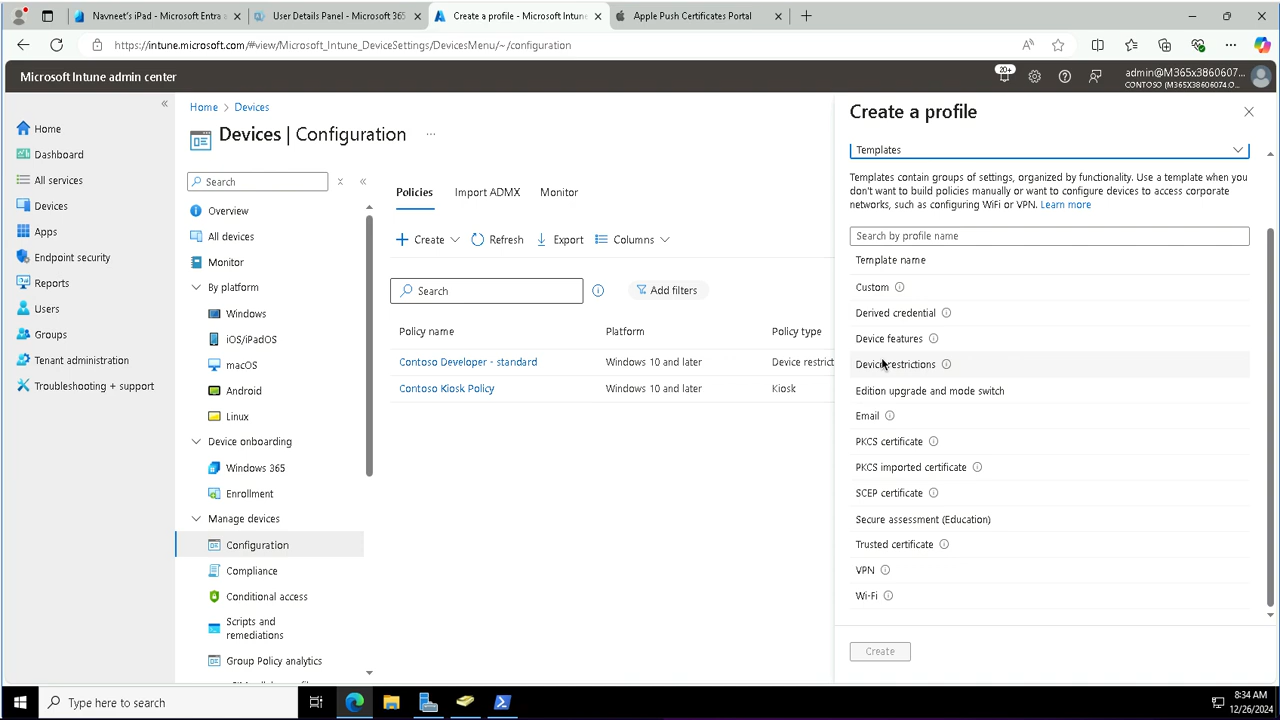 Navneet's iPad - Microsoft Entra
User Details Panel - Microsoft 365
Create a profile - Microsoft Intune
Apple Push Certificates Portal
https://intune.microsoft.com/#view/Microsoft_Intune_DeviceSettings/DevicesMenu/~/configuration
Microsoft Intune admin center
20+
admin@M365x3860607...
CONTOSO (M365X38606074.O...
Home
Dashboard
All services
Devices
Apps
Endpoint security
Reports
Users
Groups
Tenant administration
Troubleshooting + support
Home > Devices
Devices | Configuration
...
Search
Overview
All devices
Monitor
By platform
Windows
iOS/iPadOS
macOS
Android
Linux
Device onboarding
Windows 365
Enrollment
Manage devices
Configuration
Compliance
Conditional access
Scripts and
remediations
Group Policy analytics
Policies
Import ADMX
Monitor
Create
Refresh
Export
Columns
Search
Add filters
Policy name
Platform
Policy type
Contoso Developer - standard
Windows 10 and later
Device restrict
Contoso Kiosk Policy
Windows 10 and later
Kiosk
Create a profile
Templates
Templates contain groups of settings, organized by functionality. Use a template when you
don't want to build policies manually or want to configure devices to access corporate
networks, such as configuring WiFi or VPN. Learn more
Search by profile name
Template name
Custom
Derived credential
Device features
Device restrictions
Edition upgrade and mode switch
Email
PKCS certificate
PKCS imported certificate
SCEP certificate
Secure assessment (Education)
Trusted certificate
VPN
Wi-Fi
Create
Type here to search
8:34 AM
12/26/2024